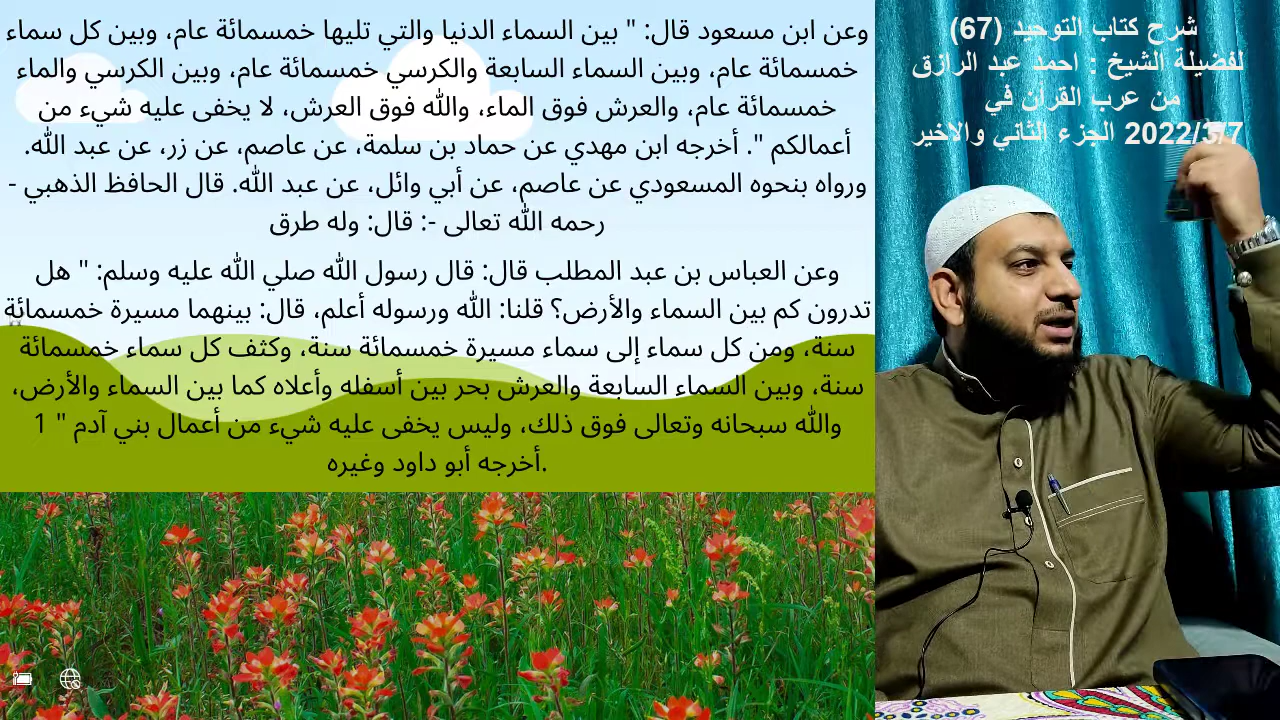 شرح كتاب التوحيد (67)
لفضيلة الشيخ : احمد عبد الرازق
من عرب القرآن في
2022/3/7 الجزء الثاني والاخير
وعن ابن مسعود قال: " بين السماء الدنيا والتي تليها خمسمائة عام، وبين كل سماء
خمسمائة عام، وبين السماء السابعة والكرسي خمسمائة عام، وبين الكرسي والماء
خمسمائة عام، والعرش فوق الماء، والله فوق العرش، لا يخفى عليه شيء من
أعمالكم ". أخرجه ابن مهدي عن حماد بن سلمة، عن عاصم، عن زر، عن عبد الله.
ورواه بنحوه المسعودي عن عاصم، عن أبي وائل، عن عبد الله. قال الحافظ الذهبي -
رحمه الله تعالى -: قال: وله طرق
وعن العباس بن عبد المطلب قال: قال رسول الله صلي الله عليه وسلم: " هل
تدرون كم بين السماء والأرض؟ قلنا: الله ورسوله أعلم، قال: بينهما مسيرة خمسمائة
سنة، ومن كل سماء إلى سماء مسيرة خمسمائة سنة، وكثف كل سماء خمسمائة
سنة، وبين السماء السابعة والعرش بحر بين أسفله وأعلاه كما بين السماء والأرض،
والله سبحانه وتعالى فوق ذلك، وليس يخفى عليه شيء من أعمال بني آدم " 1
.أخرجه أبو داود وغيره